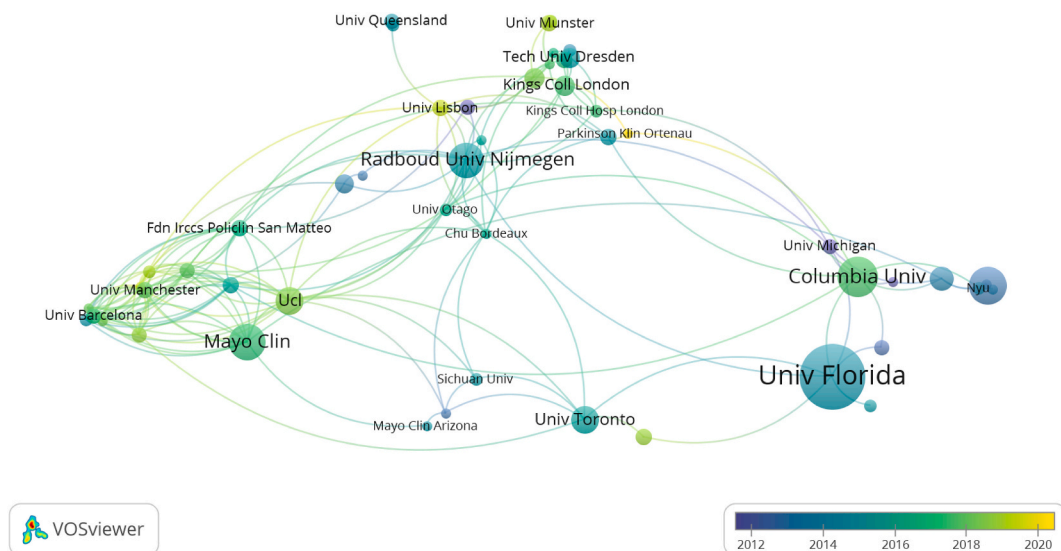 Univ Queensland
Univ Munster
Tech Univ Dresden
Kings Coll London
Univ Lisbon
Kings Coll Hosp London
Parkinson Klin Ortenau
Radboud Univ Nijmegen
Univ Otago
Fdn Irccs Policlin San Matteo
Chu Bordeaux
Univ Michigan
Columbia Univ
Nyu
Univ Manchester
Ucl
Univ Barcelona
Mayo Clin
Univ Florida
Sichuan Univ
Univ Toronto
Mayo Clin Arizona
VOSviewer
2012 2014 2016 2018 2020